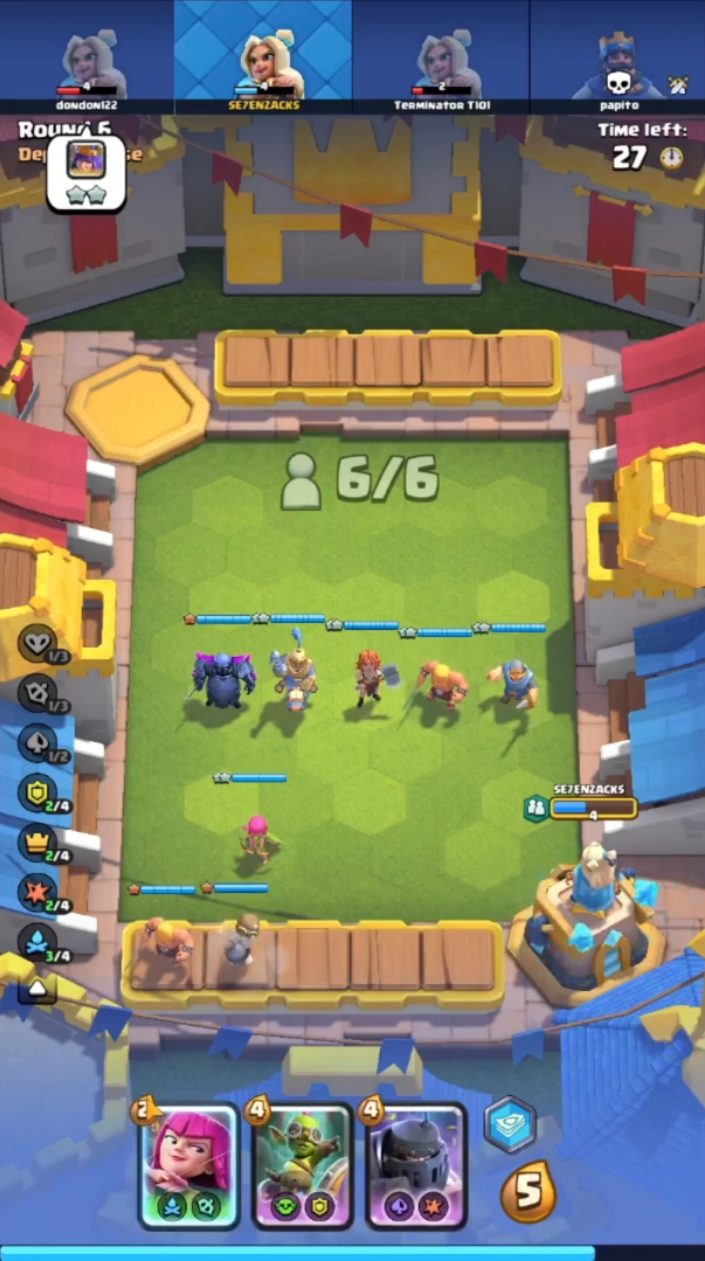 4
4
2
dondon122
SE7ENZACKS
Terminator T101
papito
Round 6
Time left:
27
6/6
1/3
1/3
1/2
2/4
2/4
2/4
3/4
SE7ENZACKS
4
2
4
4
5